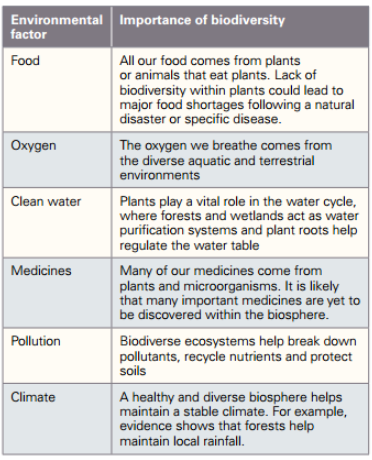 Environmental factor
Importance of biodiversity
Food
All our food comes from plants
or animals that eat plants. Lack of
biodiversity within plants could lead to
major food shortages following a natural
disaster or specific disease.
Oxygen
The oxygen we breathe comes from
the diverse aquatic and terrestrial
environments
Clean water
Plants play a vital role in the water cycle,
where forests and wetlands act as water
purification systems and plant roots help
regulate the water table
Medicines
Many of our medicines come from
plants and microorganisms. It is likely
that many important medicines are yet to
be discovered within the biosphere.
Pollution
Biodiverse ecosystems help break down
pollutants, recycle nutrients and protect
soils
Climate
A healthy and diverse biosphere helps
maintain a stable climate. For example,
evidence shows that forests help
maintain local rainfall.